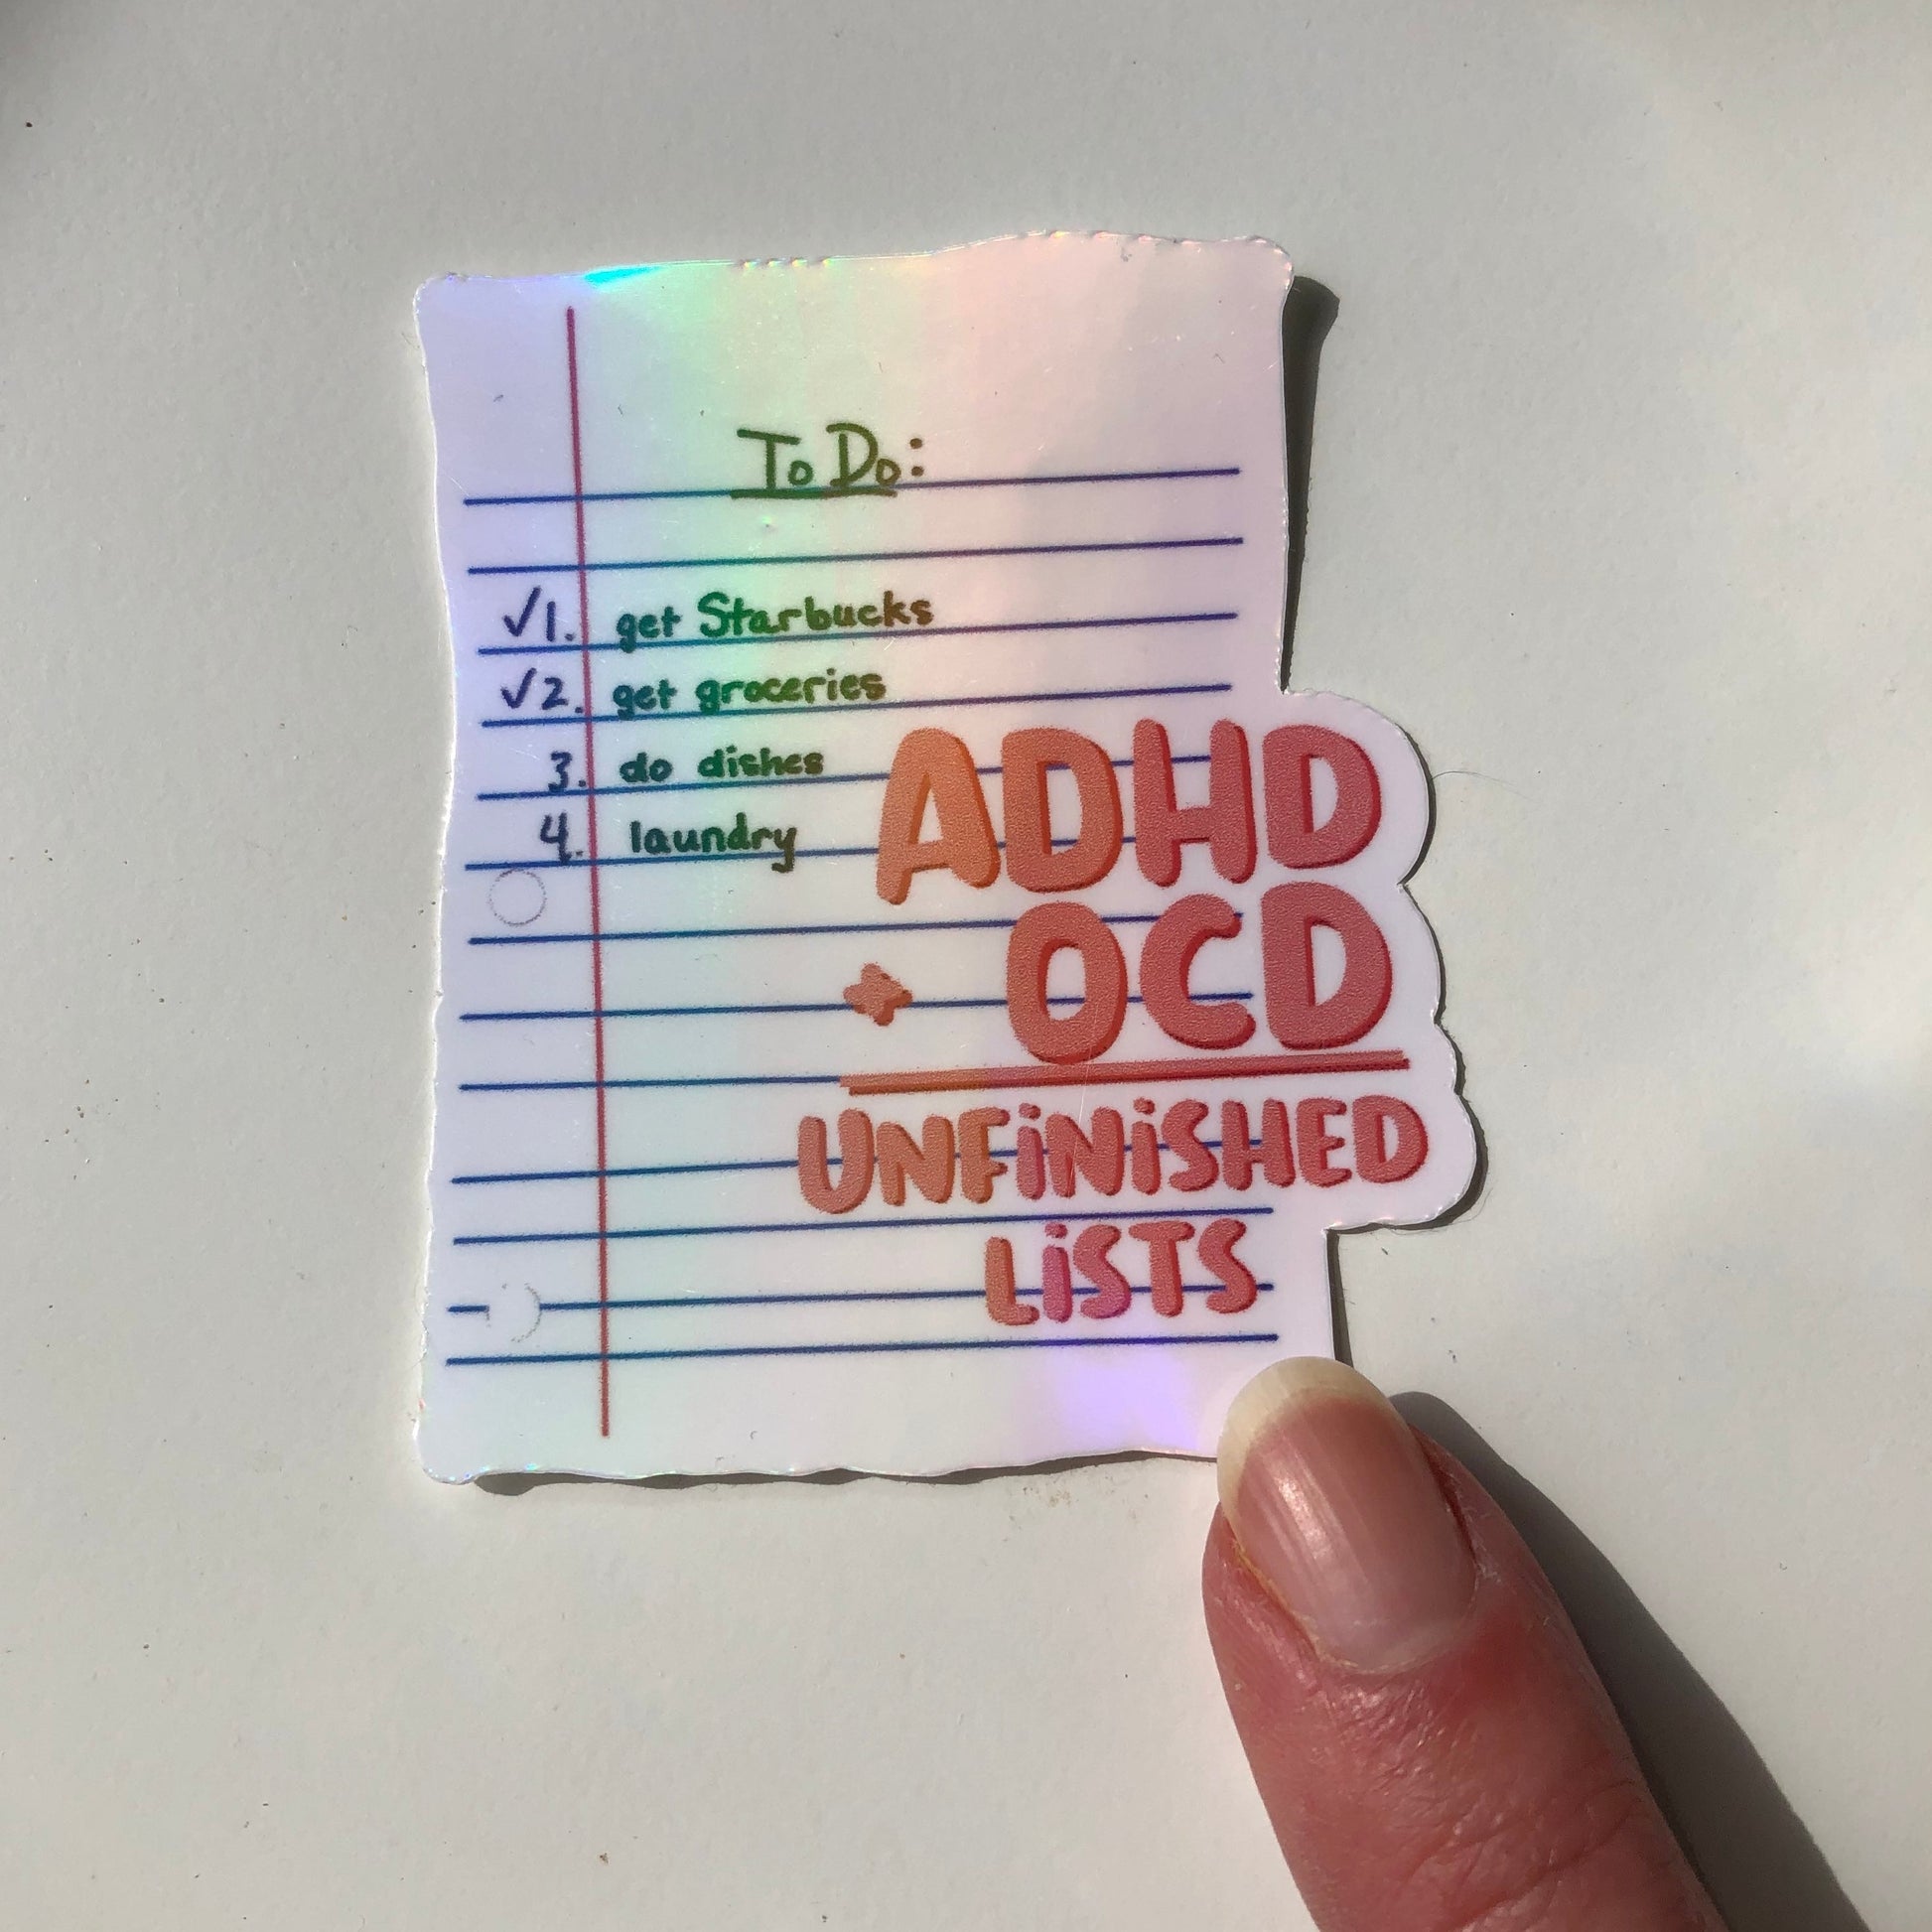 To Do:
√1. get Starbucks
√2. get groceries
3. do dishes
4. laundry
ADHD
+ OCD
UNFiNiSHED
LiSTS